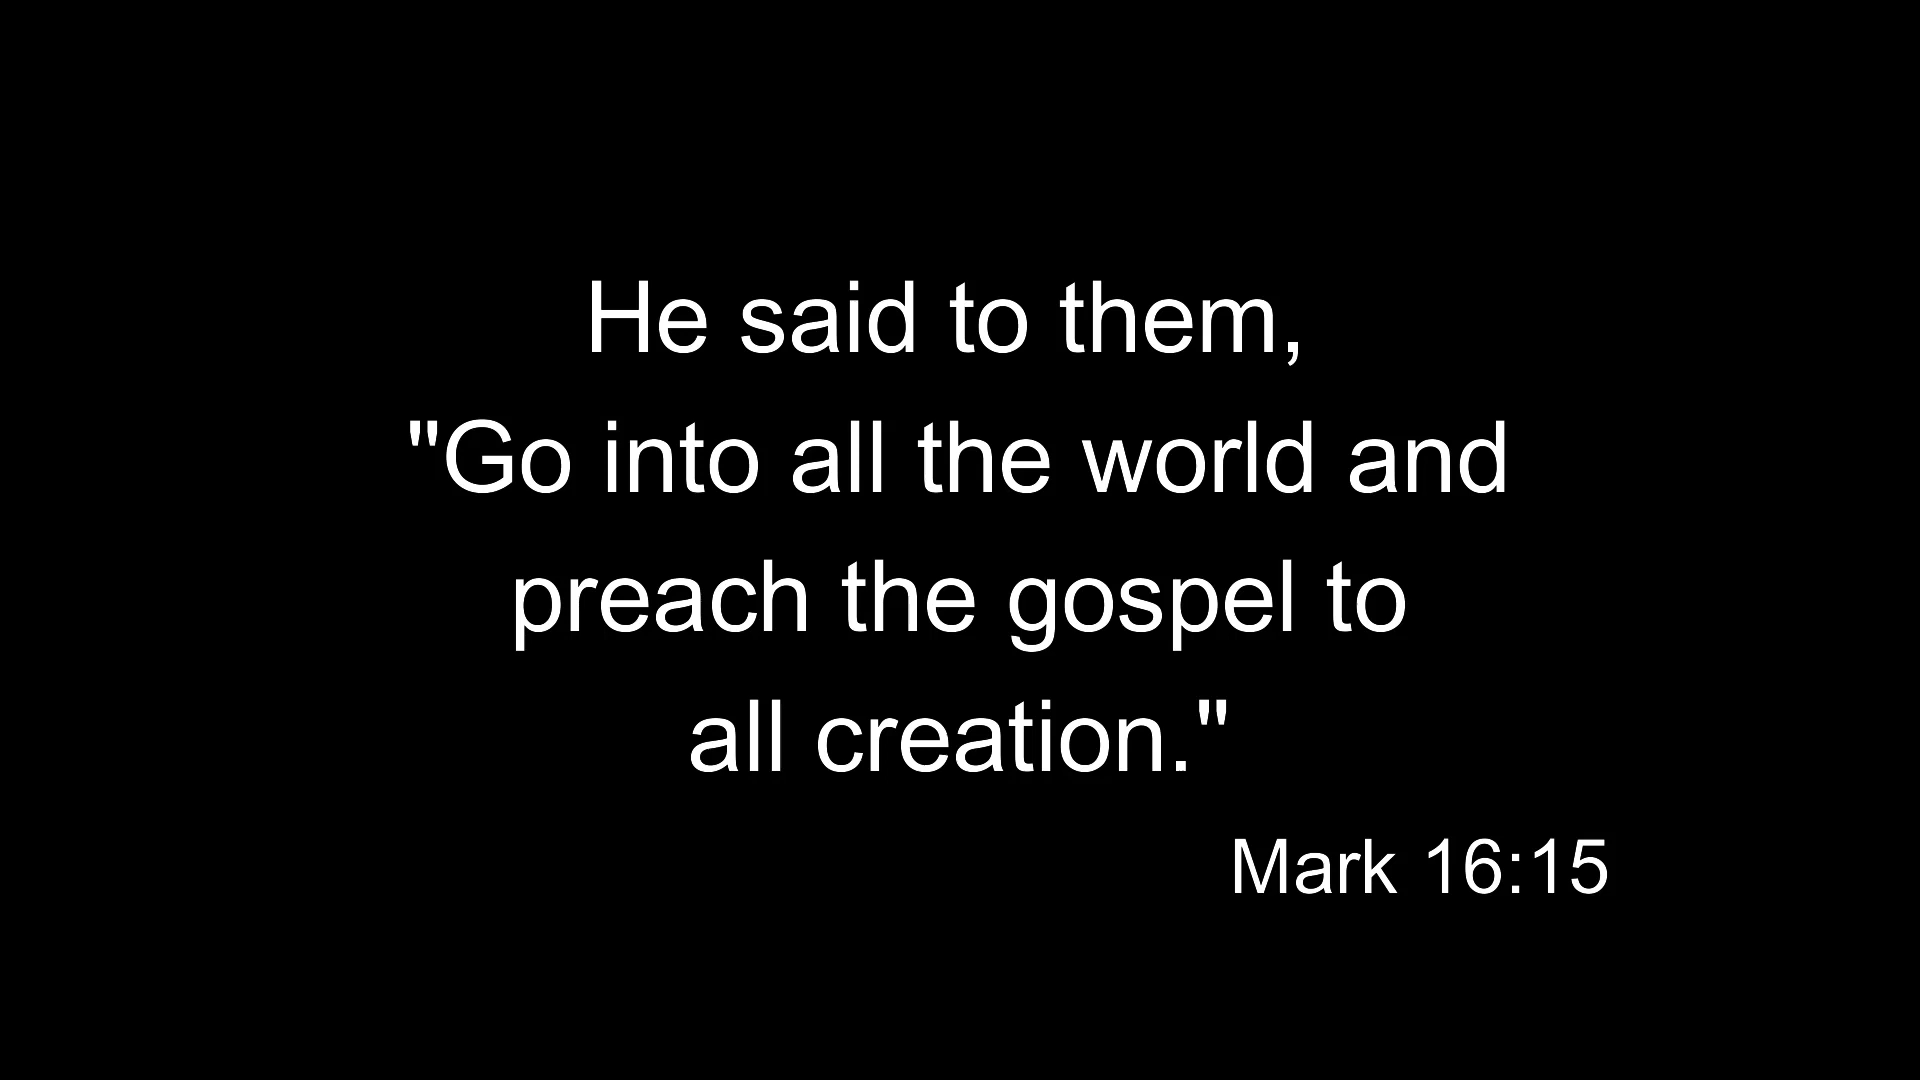 He said to them,
"Go into all the world and
preach the gospel to
all creation."
Mark 16:15